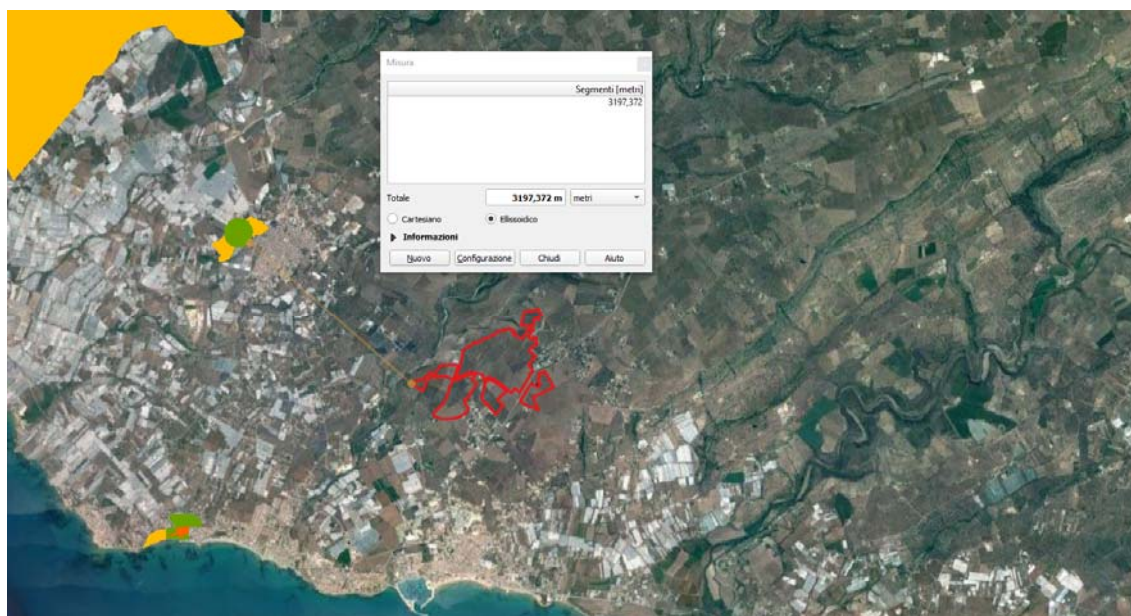 Misura
Segmenti [metri]
3197,372
Totale
3197,372 m
metri
Cartesiano
Ellissoidico
Informazioni
Nuovo
Configurazione
Chiudi
Aiuto